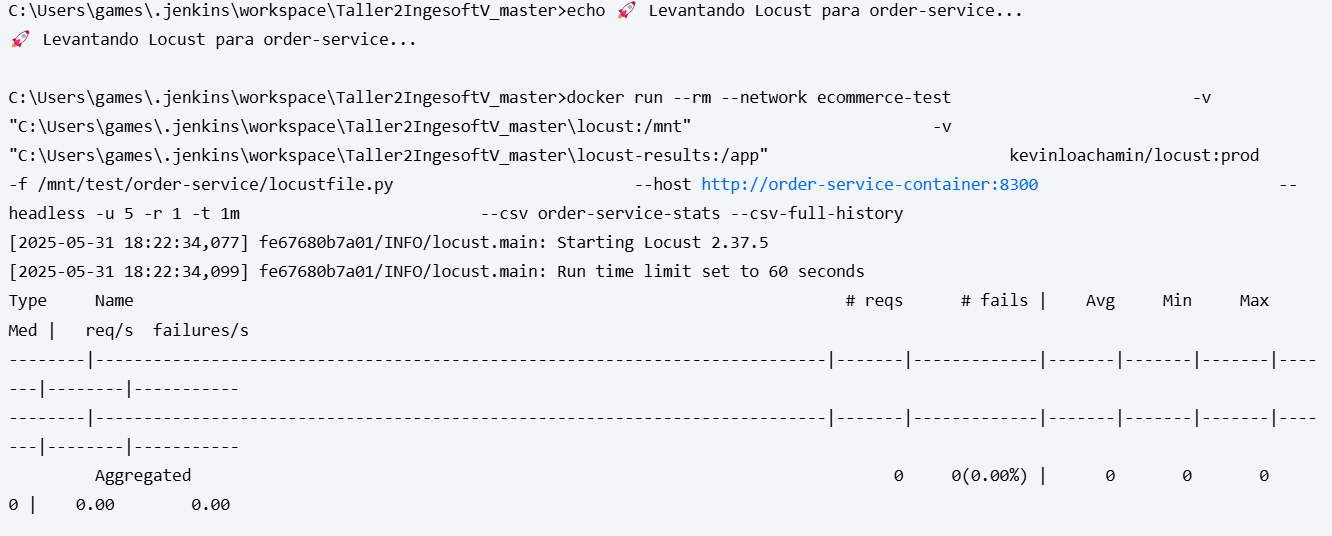 C:\Users\games\.jenkins\workspace\Taller2IngesoftV_master>echo 🚀 Levantando Locust para order-service...
🚀 Levantando Locust para order-service...
C:\Users\games\.jenkins\workspace\Taller2IngesoftV_master>docker run --rm --network ecommerce-test                         -v
"C:\Users\games\.jenkins\workspace\Taller2IngesoftV_master\locust:/mnt"                         -v
"C:\Users\games\.jenkins\workspace\Taller2IngesoftV_master\locust-results:/app"                         kevinloachamin/locust:prod
-f /mnt/test/order-service/locustfile.py                         --host http://order-service-container:8300                         --
headless -u 5 -r 1 -t 1m                         --csv order-service-stats --csv-full-history
[2025-05-31 18:22:34,077] fe67680b7a01/INFO/locust.main: Starting Locust 2.37.5
[2025-05-31 18:22:34,099] fe67680b7a01/INFO/locust.main: Run time limit set to 60 seconds
Type     Name                                                                          # reqs      # fails |    Avg     Min     Max
Med |   req/s  failures/s
--------|----------------------------------------------------------------------------|-------|-------------|-------|-------|-------|----
---|--------|-----------
--------|----------------------------------------------------------------------------|-------|-------------|-------|-------|-------|----
---|--------|-----------
         Aggregated                                                                         0     0(0.00%) |      0       0       0
0 |    0.00        0.00